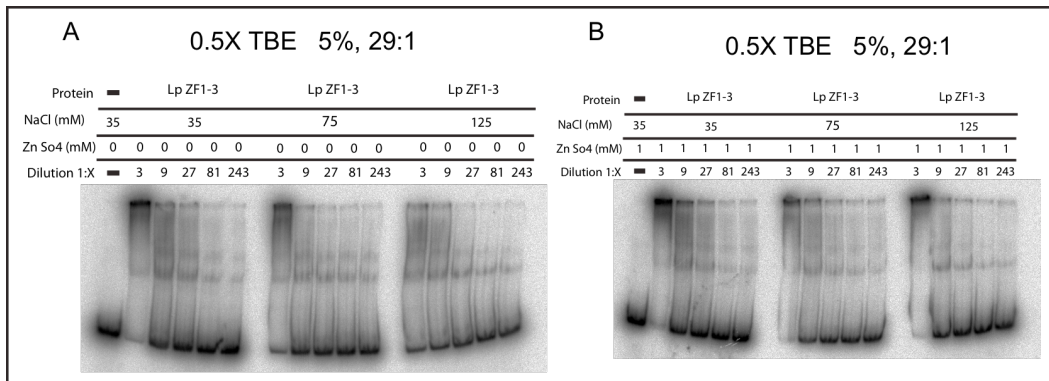 A
0.5X TBE 5%, 29:1
Protein - Lp ZF1-3 Lp ZF1-3 Lp ZF1-3
NaCl (mM) 35 35 75 125
Zn So4 (mM) 0 0 0 0 0 0 0 0 0 0 0 0 0 0 0 0
Dilution 1:X - 3 9 27 81 243 3 9 27 81 243 3 9 27 81 243
B
0.5X TBE 5%, 29:1
Protein - Lp ZF1-3 Lp ZF1-3 Lp ZF1-3
NaCl (mM) 35 35 75 125
Zn So4 (mM) 1 1 1 1 1 1 1 1 1 1 1 1 1 1 1 1
Dilution 1:X - 3 9 27 81 243 3 9 27 81 243 3 9 27 81 243